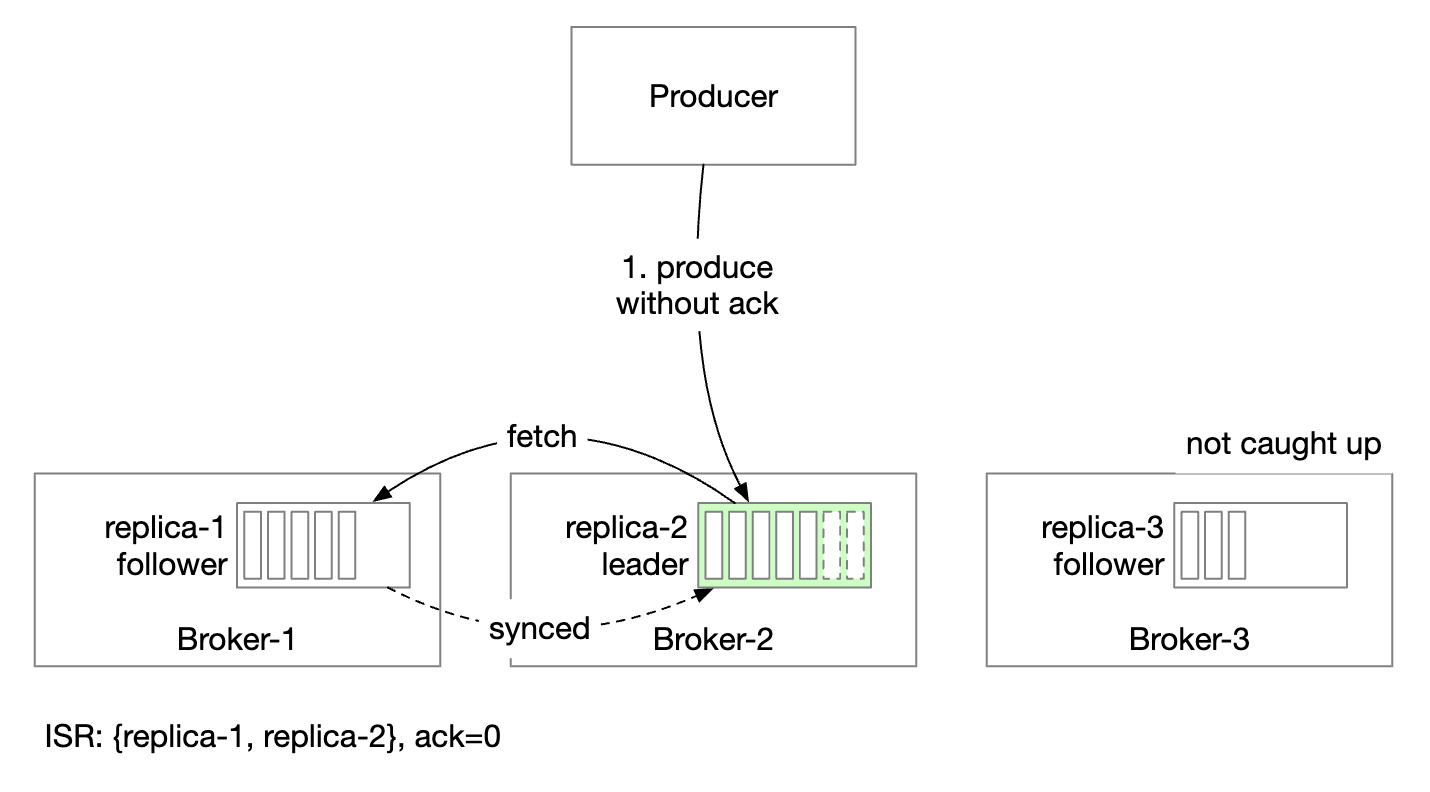 Producer
1. produce
without ack
fetch
not caught up
replica-1
follower
replica-2
leader
replica-3
follower
synced
Broker-1
Broker-2
Broker-3
ISR: {replica-1, replica-2}, ack=0